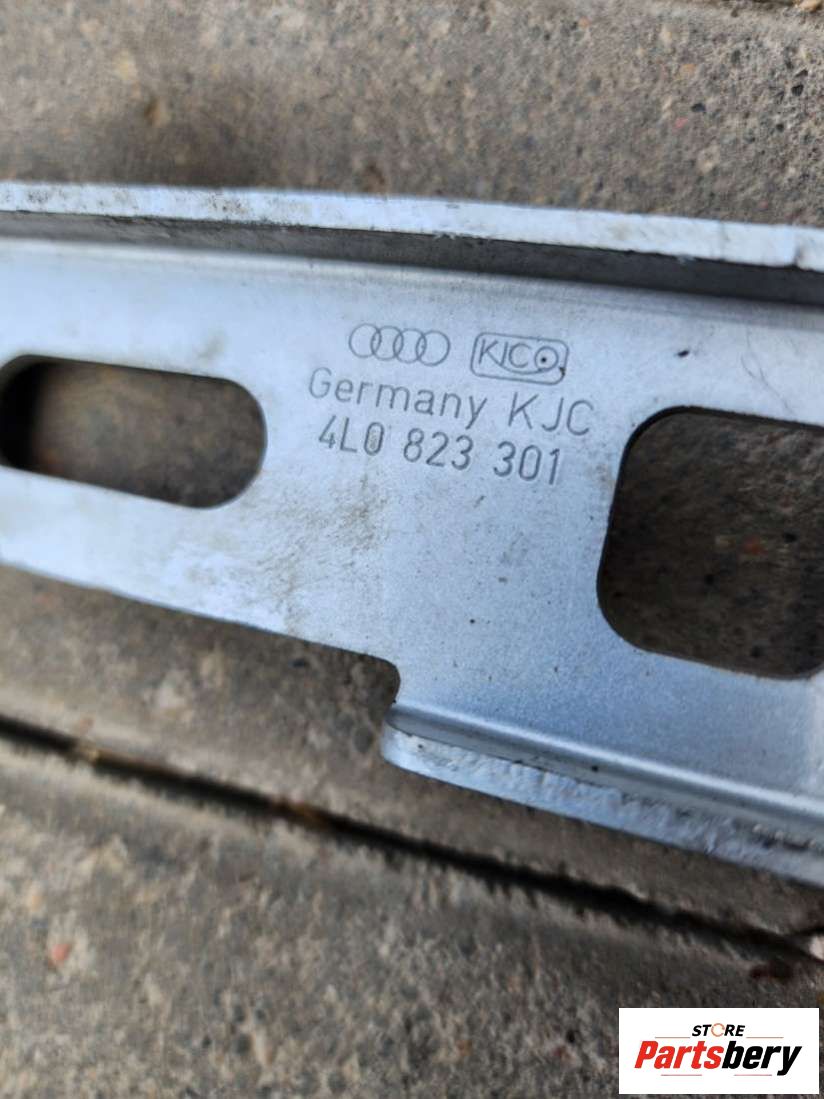 KICO
Germany KJC
4L0 823 301
STORE
Partsbery